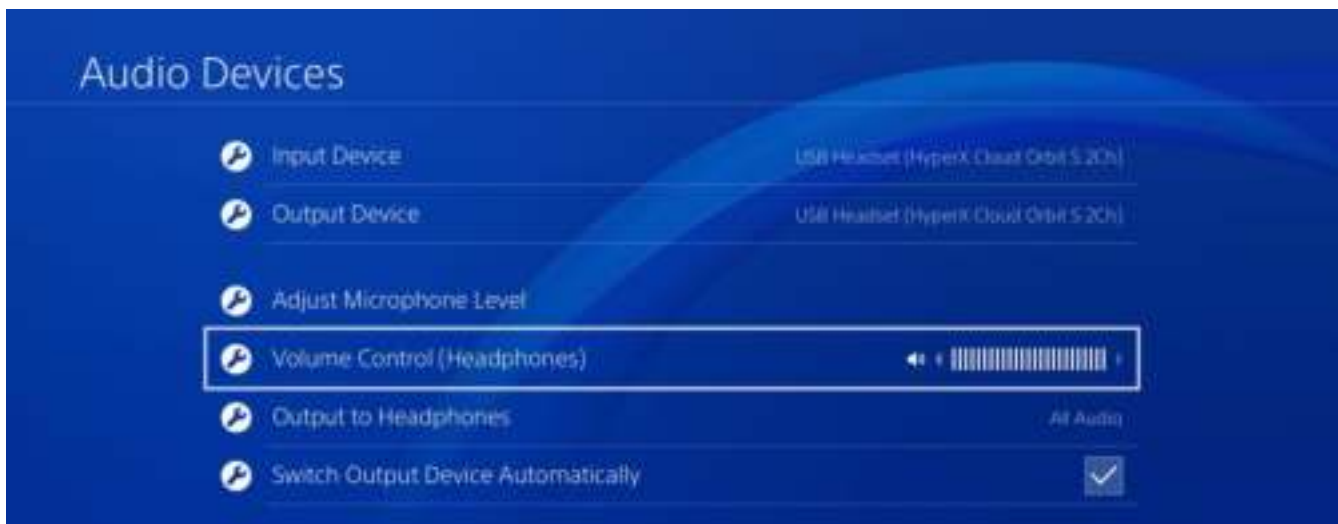 Audio Devices
Input Device USB Headset (HyperX Cloud Orbit S 2Ch)
Output Device USB Headset (HyperX Cloud Orbit S 2Ch)
Adjust Microphone Level
Volume Control (Headphones)
Output to Headphones All Audio
Switch Output Device Automatically